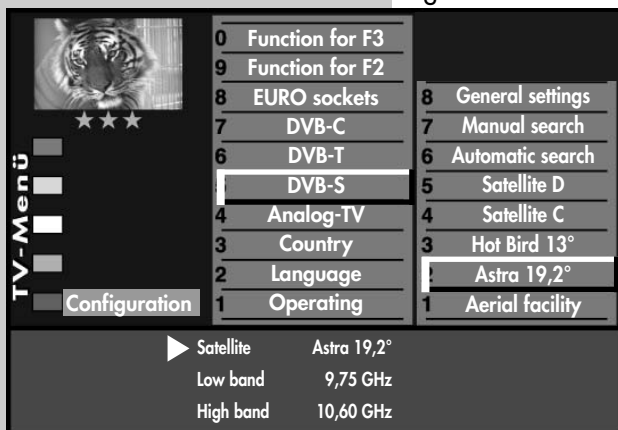 0 Function for F3
9 Function for F2
8 EURO sockets
7 DVB-C
6 DVB-T
DVB-S
4 Analog-TV
3 Country
2 Language
1 Operating
8 General settings
7 Manual search
6 Automatic search
5 Satellite D
4 Satellite C
3 Hot Bird 13°
Astra 19,2°
1 Aerial facility
TV-Menü
Configuration
Satellite Astra 19,2°
Low band 9,75 GHz
High band 10,60 GHz